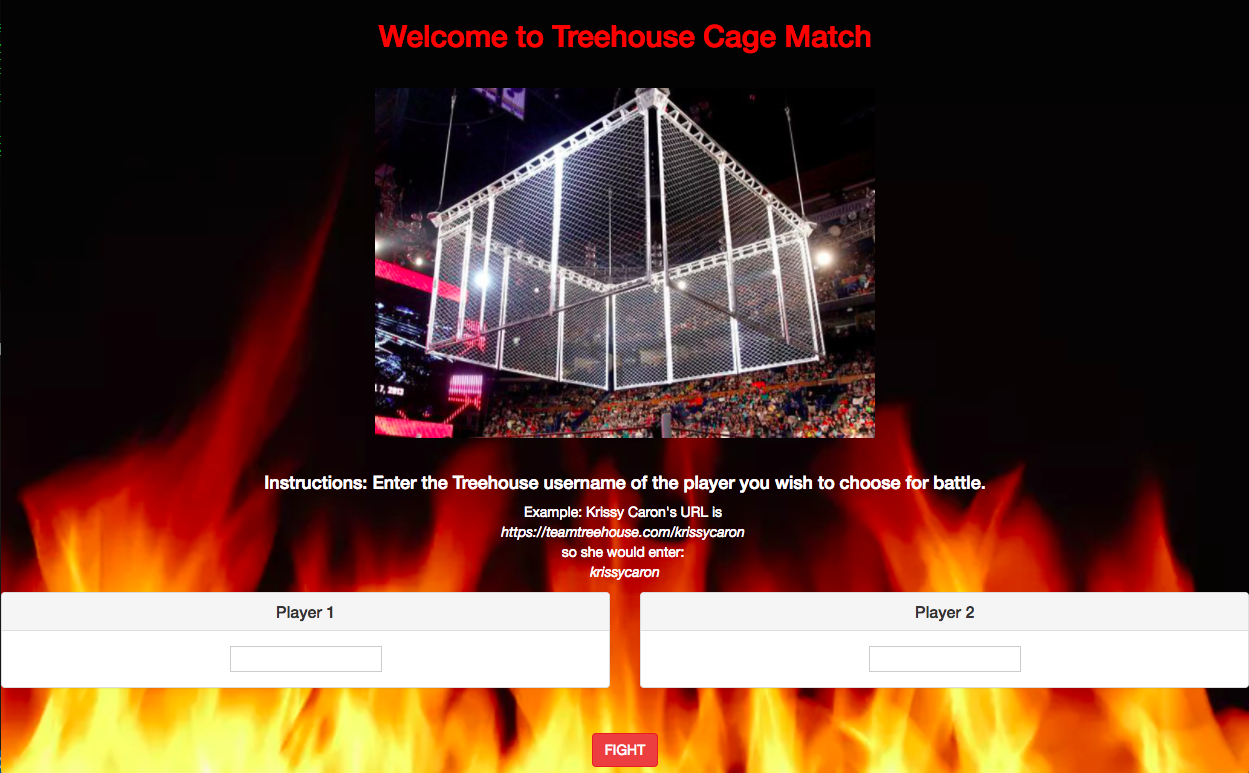 Welcome to Treehouse Cage Match
7, 2013
Instructions: Enter the Treehouse username of the player you wish to choose for battle.
Example: Krissy Caron's URL is
https://teamtreehouse.com/krissycaron
so she would enter:
krissycaron
Player 1
Player 2
FIGHT